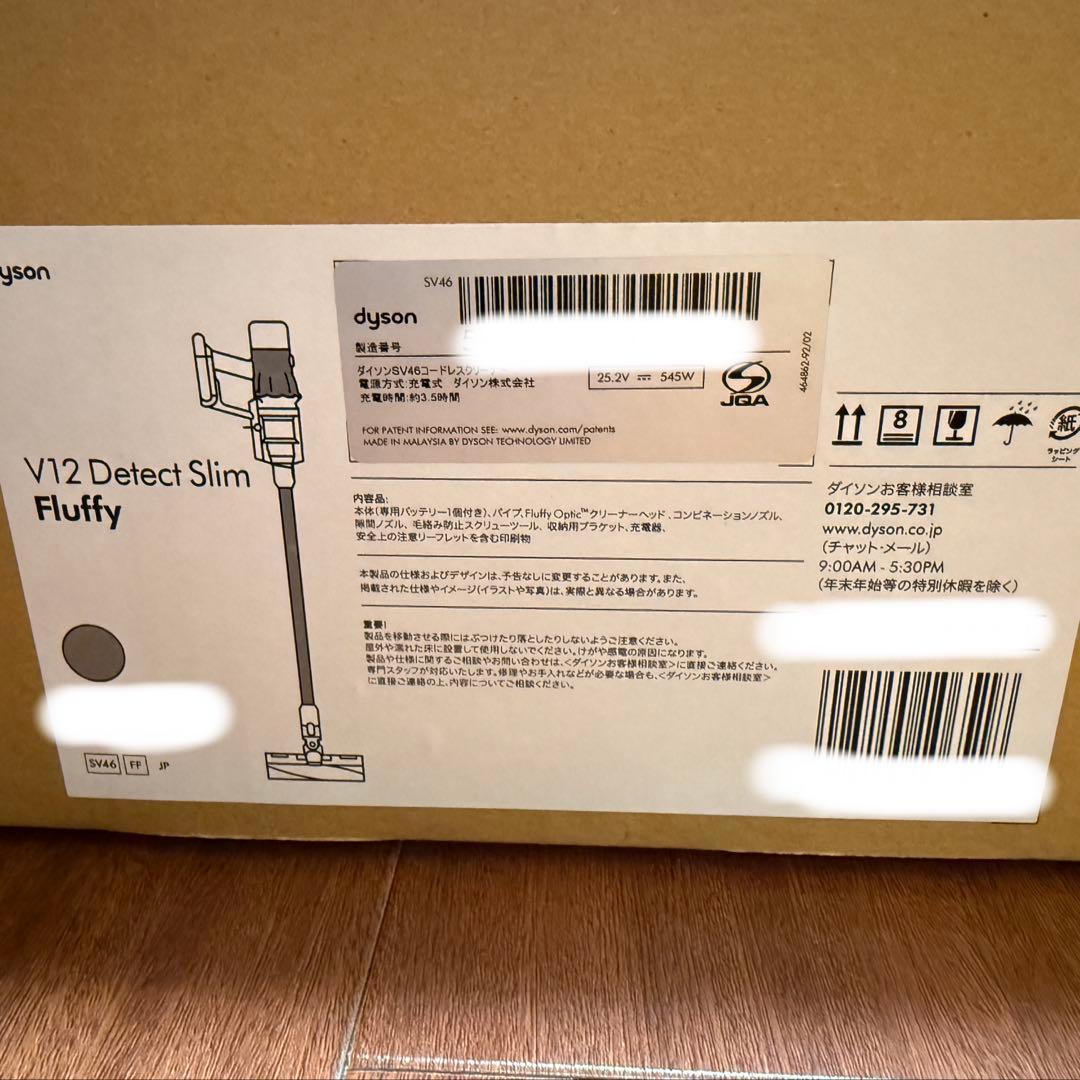 dyson
V12 Detect Slim
Fluffy
SV46 FF JP
SV46
dyson
製造番号
ダイソンSV46コードレスクリーナー
電源方式:充電式 ダイソン株式会社
充電時間:約3.5時間
25.2V 545W
JQA
464862-92/02
FOR PATENT INFORMATION SEE: www.dyson.com/patents
MADE IN MALAYSIA BY DYSON TECHNOLOGY LIMITED
内容品:
本体(専用バッテリー1個付き)、パイプ、Fluffy Optic™クリーナーヘッド、コンビネーションノズル、
隙間ノズル、毛絡み防止スクリューツール、収納用ブラケット、充電器、
安全上の注意リーフレットを含む印刷物
本製品の仕様およびデザインは、予告なしに変更することがあります。また、
掲載された仕様やイメージ(イラストや写真)は、実際と異なる場合があります。
重要!
製品を移動させる際にはぶつけたり落としたりしないようご注意ください。
屋外や濡れた床に設置して使用しないでください。けがや感電の原因になります。
製品や仕様に関するご相談やお問い合わせは、<ダイソンお客様相談室>に直接ご連絡ください。
専門スタッフが対応いたします。修理やお手入れなどが必要な場合も、<ダイソンお客様相談室>
に直接ご連絡の上、内容についてご相談ください。
8
紙
ラッピング
シート
ダイソンお客様相談室
0120-295-731
www.dyson.co.jp
(チャット・メール)
9:00AM - 5:30PM
(年末年始等の特別休暇を除く)